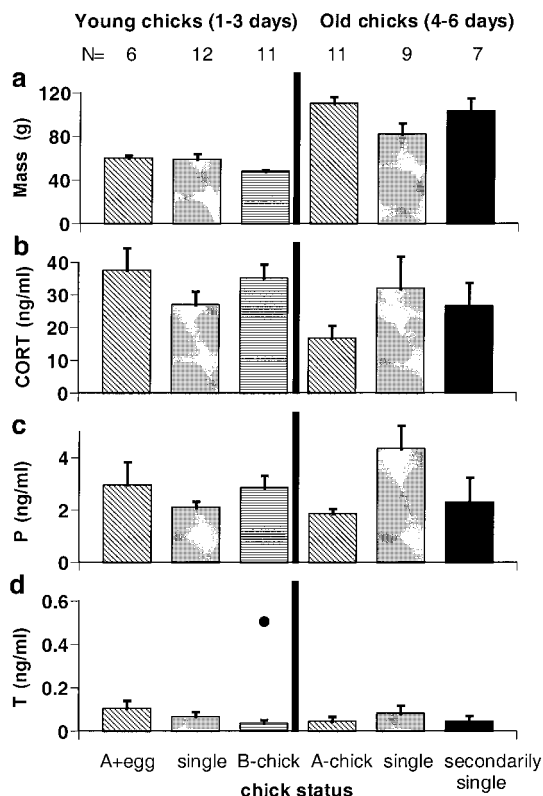 Young chicks (1-3 days) Old chicks (4-6 days)
N= 6 12 11 11 9 7
a
Mass (g)
120
80
40
0
b
CORT (ng/ml)
40
30
20
10
0
c
P (ng/ml)
4
2
0
d
T (ng/ml)
0.6
0.4
0.2
0
A+egg single B-chick A-chick single secondarily
single
chick status